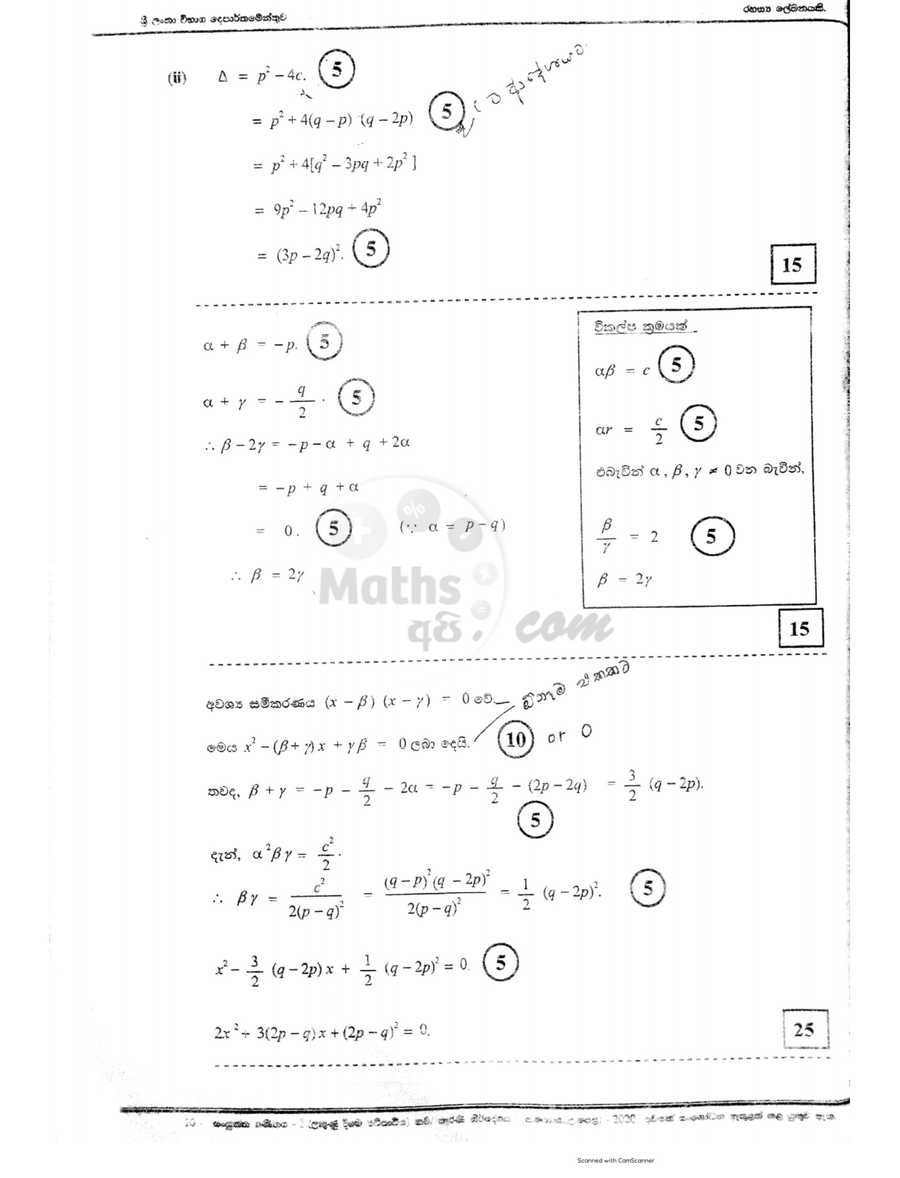 ශ්‍රී ලංකා විභාග දෙපාර්තමේන්තුව
රහස්‍ය ලේඛනයකි.
(ii) Δ = p² – 4c. 5
= p² + 4(q – p) (q – 2p) 5
= p² + 4[q² – 3pq + 2p² ]
= 9p² – 12pq + 4p²
= (3p – 2q)². 5
15
α + β = –p. 5
α + γ = – q/2 . 5
∴ β – 2γ = –p – α + q + 2α
= –p + q + α
= 0. 5 (∵ α = p – q)
∴ β = 2γ
විකල්ප ක්‍රමයක්
αβ = c 5
αr = c/2 5
එබැවින් α , β , γ ≠ 0 වන බැවින්,
β/γ = 2 5
β = 2γ
15
Maths
අපි. com
අවශ්‍ය සමීකරණය (x – β) (x – γ) = 0 වේ.
මෙය x² – (β + γ) x + γβ = 0 ලබා දෙයි. 10 or 0
තවද, β + γ = –p – q/2 – 2α = –p – q/2 – (2p – 2q) = 3/2 (q – 2p).
5
දැන්, α²βγ = c²/2 .
∴ βγ = c²/2(p – q)² = (q – p)²(q – 2p)²/2(p – q)² = 1/2 (q – 2p)². 5
x² – 3/2 (q – 2p) x + 1/2 (q – 2p)² = 0. 5
2x² + 3(2p – q) x + (2p – q)² = 0.
25
Scanned with CamScanner